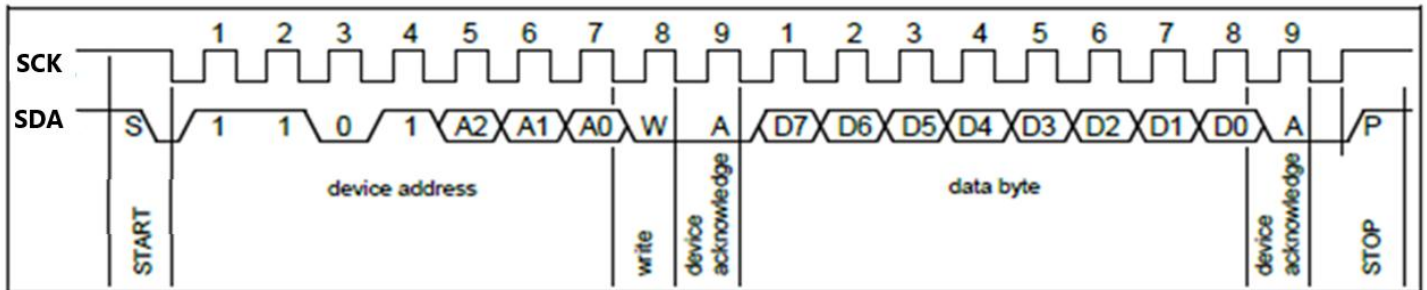 1 2 3 4 5 6 7 8 9 1 2 3 4 5 6 7 8 9
SCK
SDA S 1 1 0 1 A2 A1 A0 W A D7 D6 D5 D4 D3 D2 D1 D0 A P
device address data byte
START
write
device
acknowledge
device
acknowledge
STOP